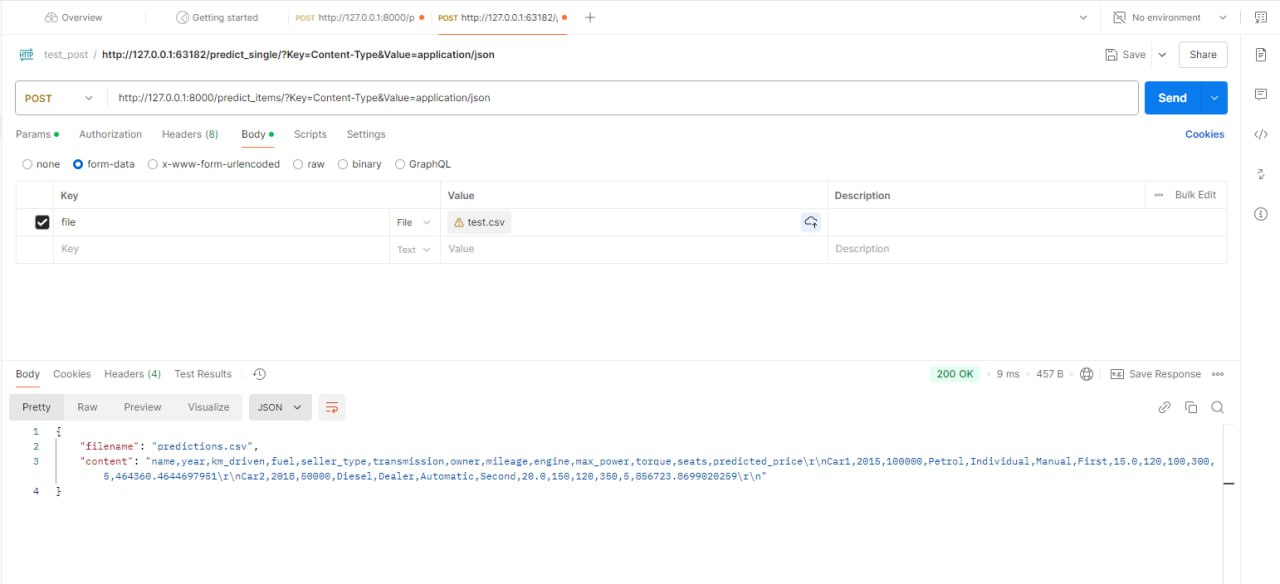 Overview Getting started POST http://127.0.0.1:8000/p POST http://127.0.0.1:63182/ No environment
HTTP test_post / http://127.0.0.1:63182/predict_single/?Key=Content-Type&Value=application/json Save Share
POST http://127.0.0.1:8000/predict_items/?Key=Content-Type&Value=application/json Send
Params Authorization Headers (8) Body Scripts Settings Cookies
none form-data x-www-form-urlencoded raw binary GraphQL
Key Value Description Bulk Edit
file File test.csv
Key Text Value Description
Body Cookies Headers (4) Test Results 200 OK 9 ms 457 B Save Response
Pretty Raw Preview Visualize JSON
1 {
2 "filename": "predictions.csv",
3 "content": "name,year,km_driven,fuel,seller_type,transmission,owner,mileage,engine,max_power,torque,seats,predicted_price\r\nCar1,2015,100000,Petrol,Individual,Manual,First,15.0,120,100,300,
5,464360.4644697951\r\nCar2,2018,50000,Diesel,Dealer,Automatic,Second,20.0,150,120,350,5,856723.8699020259\r\n"
4 }